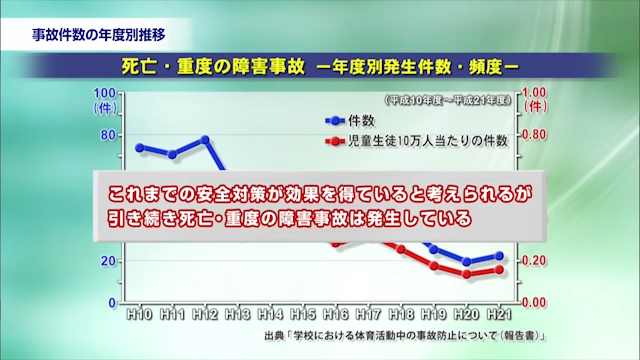 事故件数の年度別推移
死亡・重度の障害事故 ー年度別発生件数・頻度ー
100
(件)
1.00
(件)
(平成10年度～平成21年度)
件数
児童生徒10万人当たりの件数
80
0.80
これまでの安全対策が効果を得ていると考えられるが
引き続き死亡・重度の障害事故は発生している
20
0.20
0
0.00
H10 H11 H12 H13 H14 H15 H16 H17 H18 H19 H20 H21
出典「学校における体育活動中の事故防止について(報告書)」